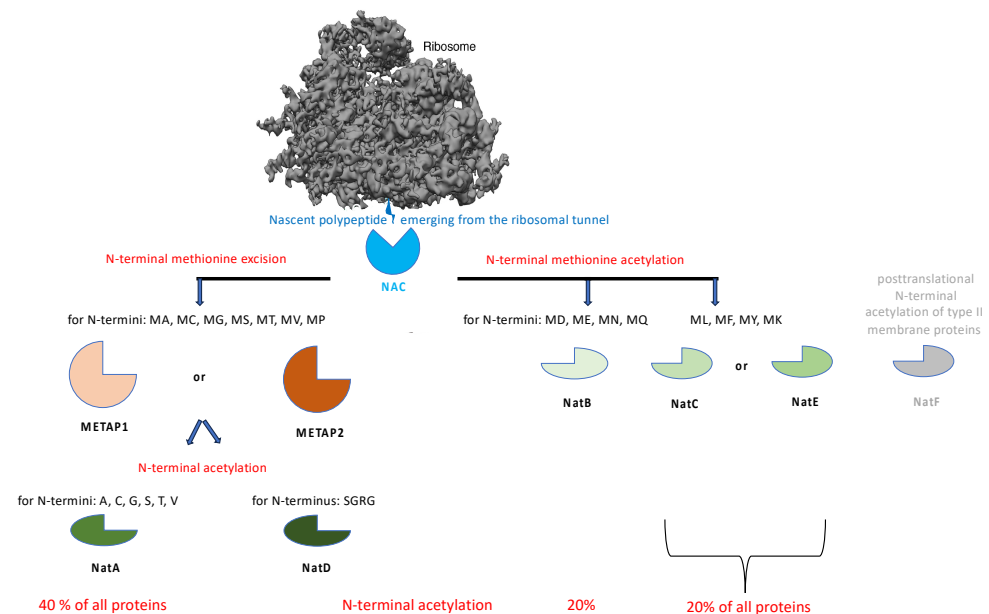 Ribosome
Nascent polypeptide emerging from the ribosomal tunnel
N-terminal methionine excision
N-terminal methionine acetylation
NAC
posttranslational
N-terminal
acetylation of type II
membrane proteins
for N-termini: MA, MC, MG, MS, MT, MV, MP
for N-termini: MD, ME, MN, MQ
ML, MF, MY, MK
or
or
METAP1
METAP2
NatB
NatC
NatE
NatF
N-terminal acetylation
for N-termini: A, C, G, S, T, V
for N-terminus: SGRG
NatA
NatD
40 % of all proteins
N-terminal acetylation
20%
20% of all proteins